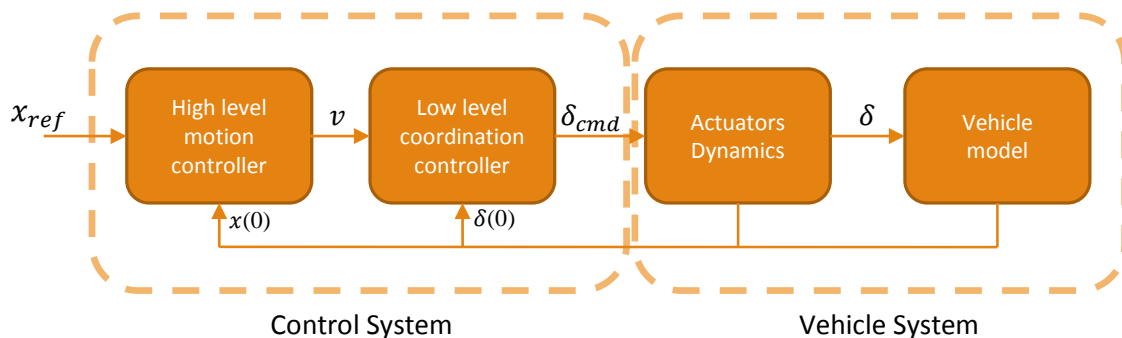 x_ref
High level
motion
controller
v
Low level
coordination
controller
δ_cmd
Actuators
Dynamics
δ
Vehicle
model
x(0)
δ(0)
Control System
Vehicle System